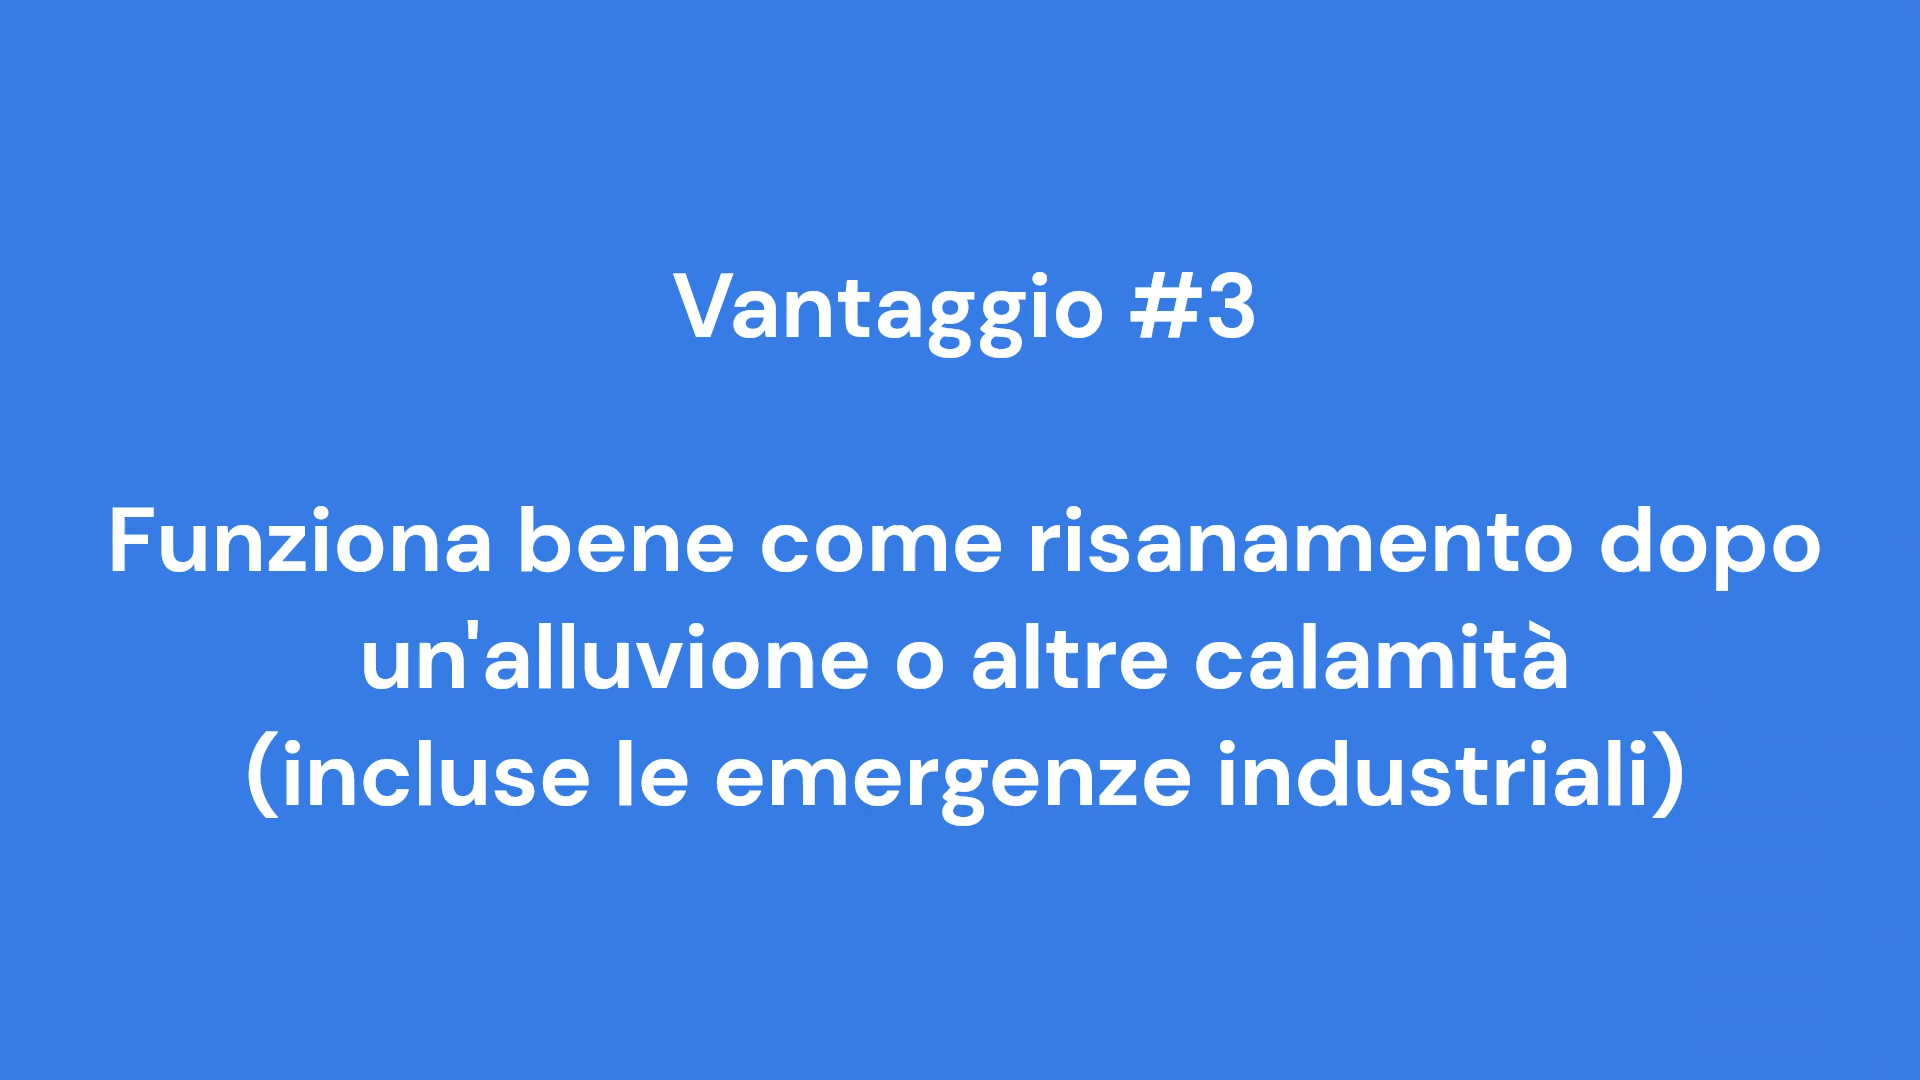 Vantaggio #3
Funziona bene come risanamento dopo
un'alluvione o altre calamità
(incluse le emergenze industriali)